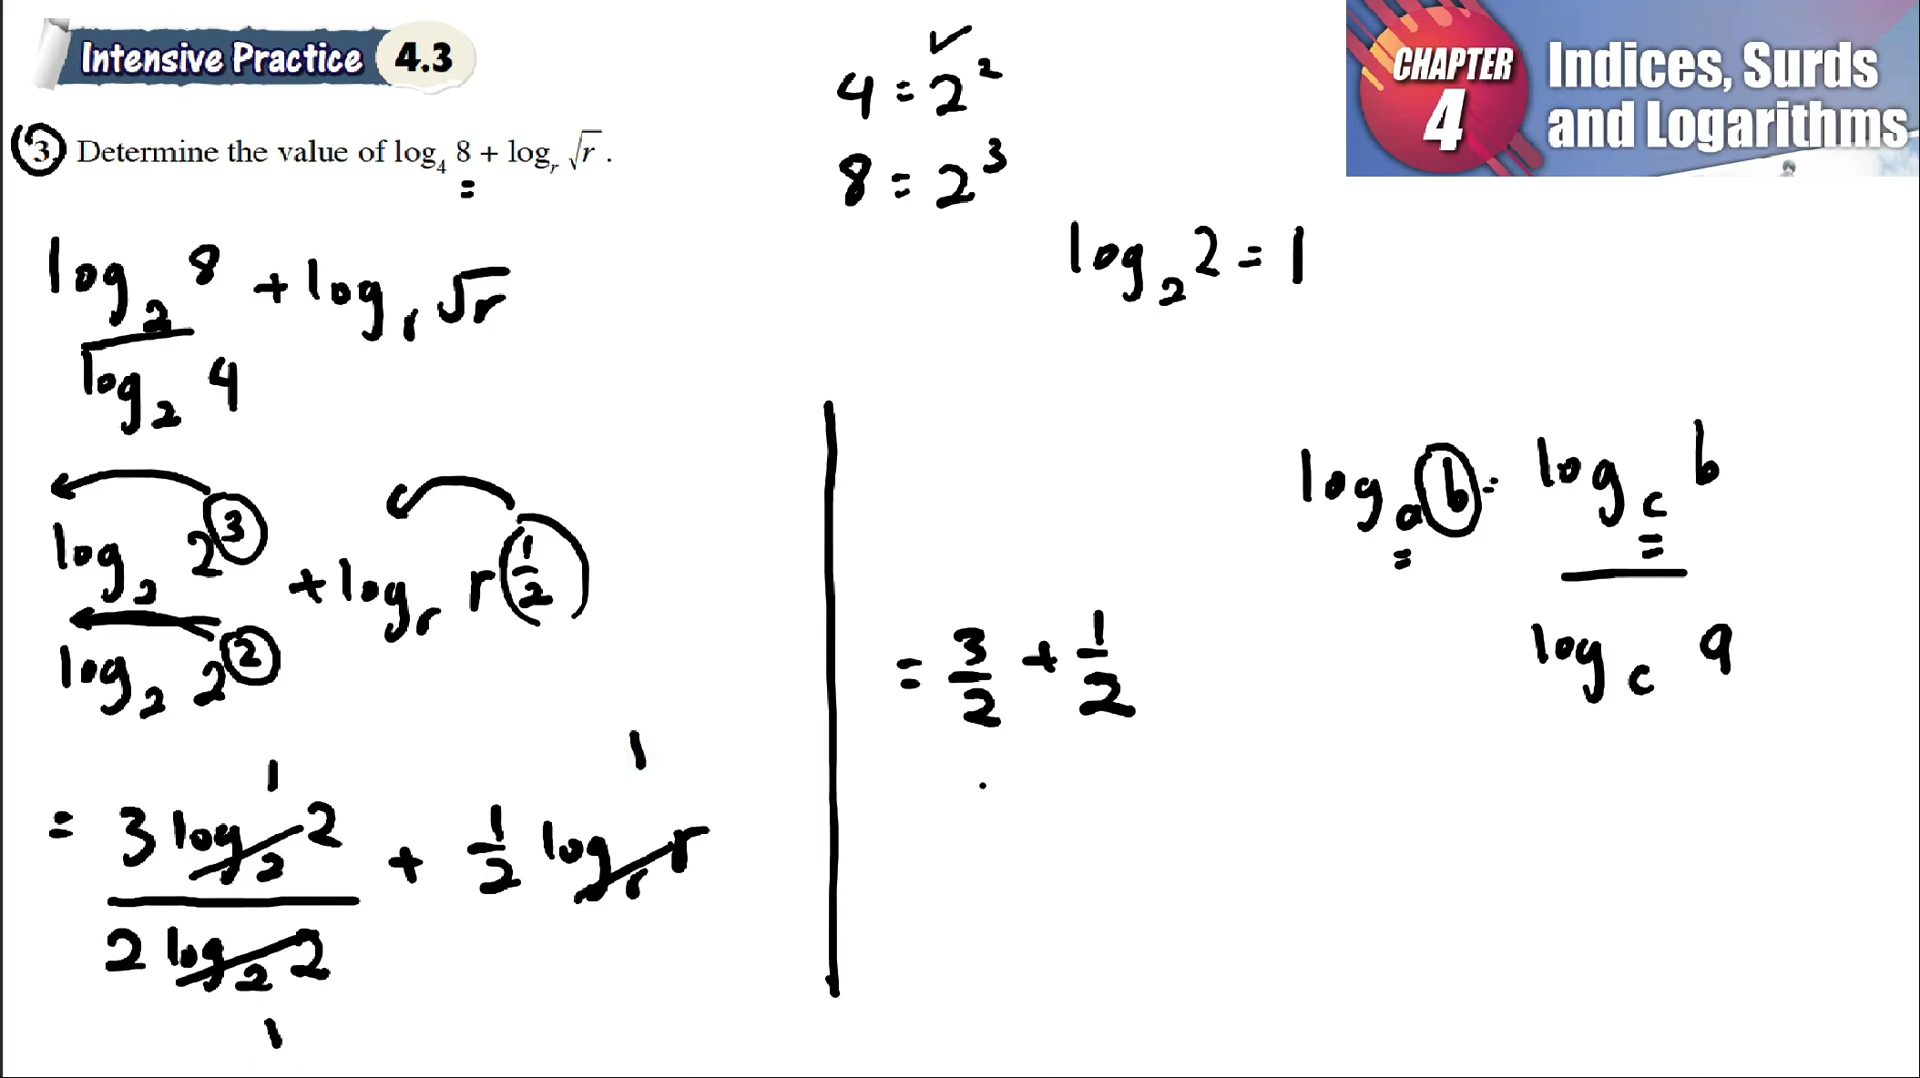 Intensive Practice 4.3
CHAPTER 4
Indices, Surds and Logarithms
3. Determine the value of log₄ 8 + logᵣ √r .
4 = 2²
8 = 2³
log₂ 2 = 1
log₂ 8 / log₂ 4 + logᵣ √r
log₂ 2³ / log₂ 2² + logᵣ r^(1/2)
= 3 log₂ 2 / 2 log₂ 2 + 1/2 logᵣ r
1
1
1
= 3/2 + 1/2
logₐ b = log_c b / log_c a